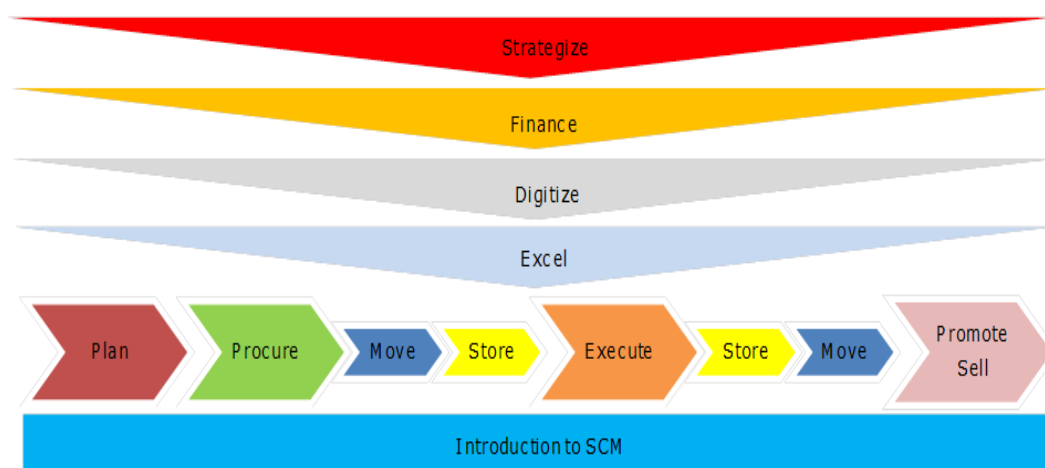 Strategize
Finance
Digitize
Excel
Plan
Procure
Move
Store
Execute
Store
Move
Promote
Sell
Introduction to SCM